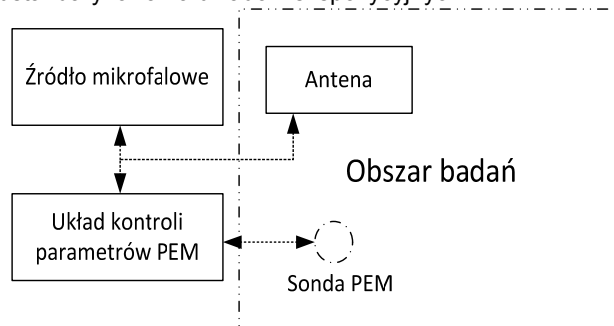 Źródło mikrofalowe
Antena
Obszar badań
Układ kontroli
parametrów PEM
Sonda PEM